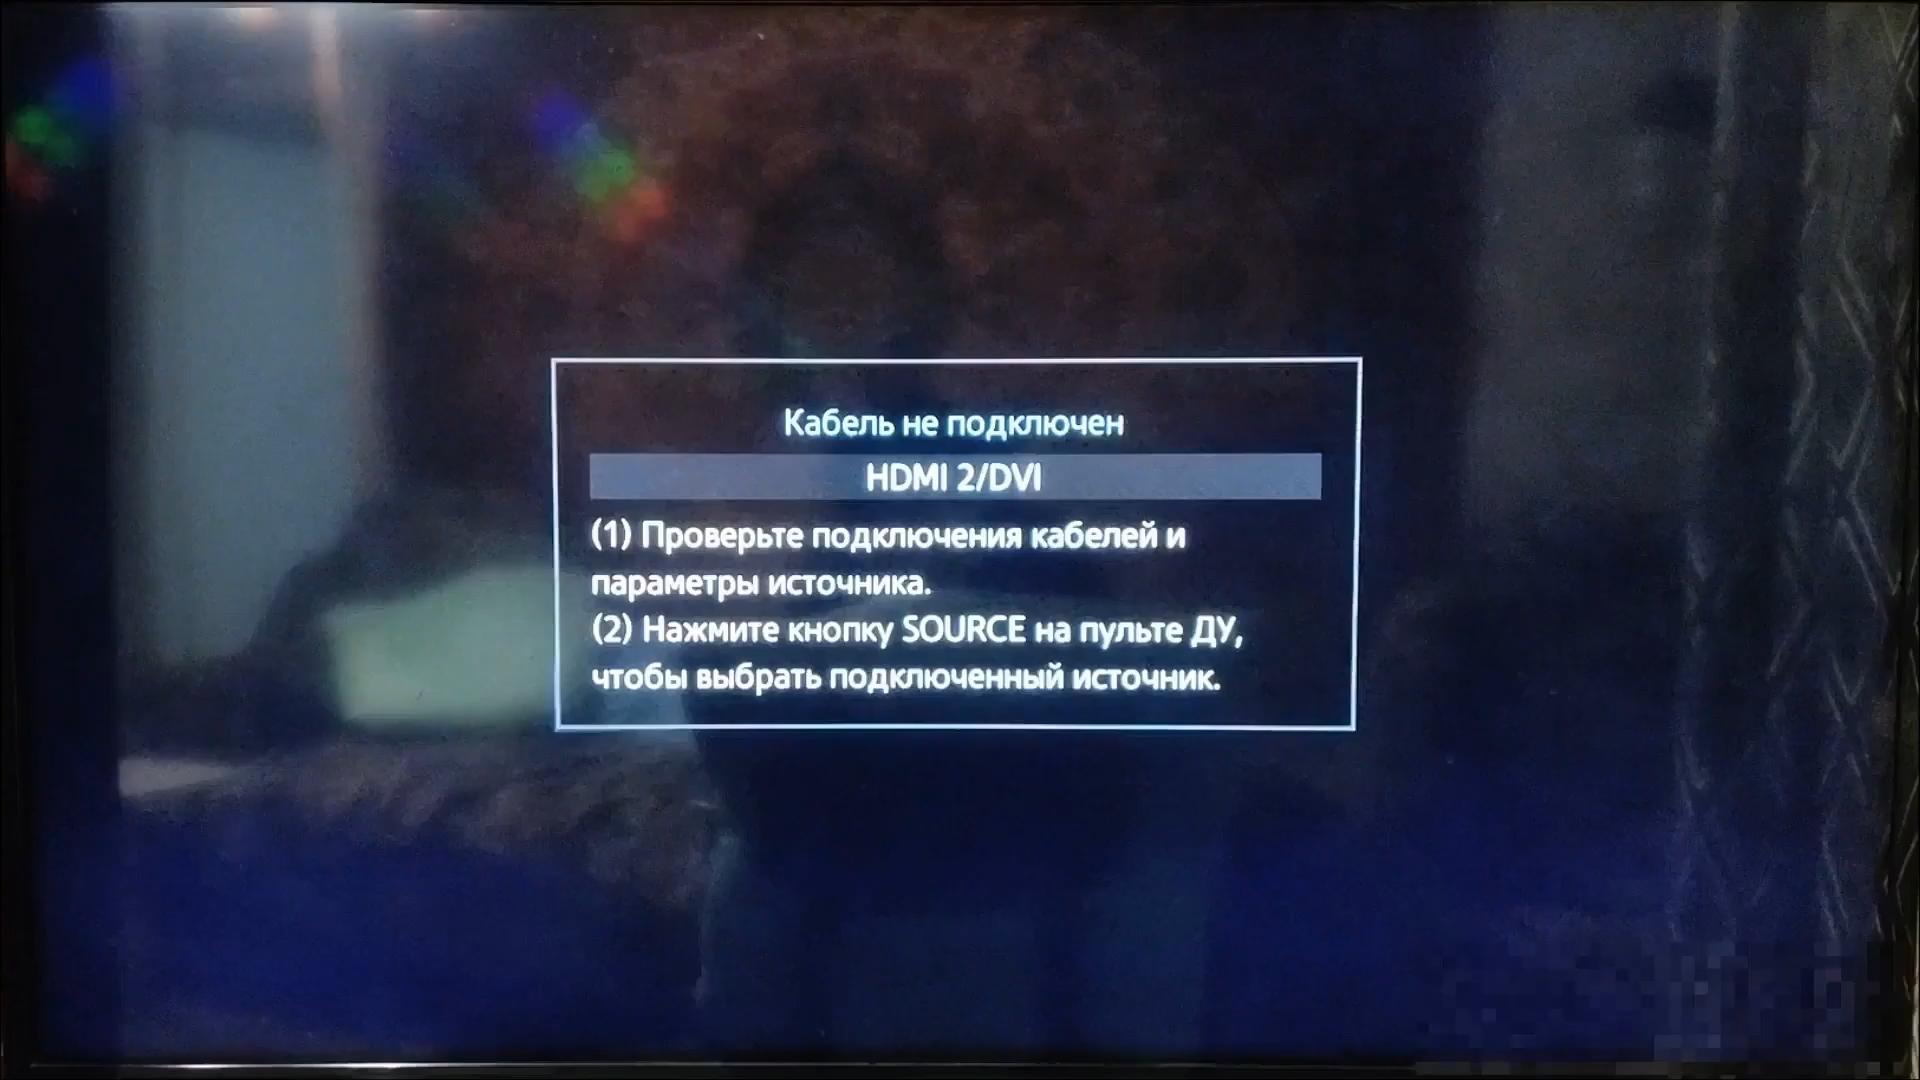 Кабель не подключен
HDMI 2/DVI
(1) Проверьте подключения кабелей и
параметры источника.
(2) Нажмите кнопку SOURCE на пульте ДУ,
чтобы выбрать подключенный источник.